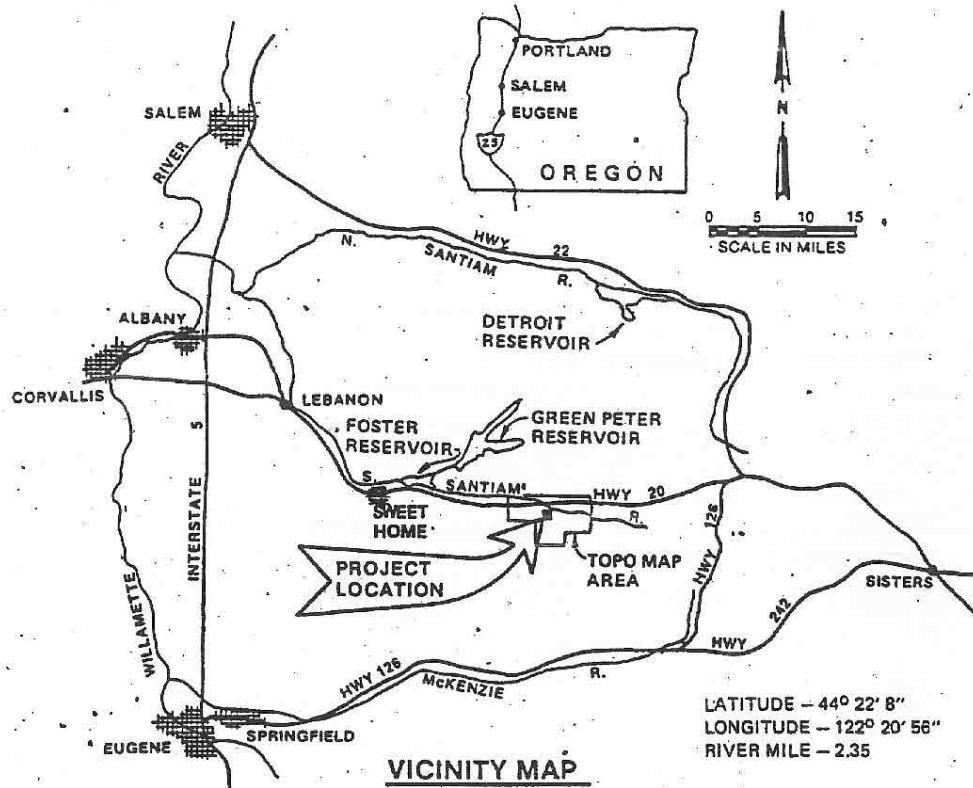 PORTLAND
SALEM
EUGENE
25
OREGON
N
0 5 10 15
SCALE IN MILES
SALEM
RIVER
HWY 22
N. SANTIAM R.
DETROIT
RESERVOIR
ALBANY
CORVALLIS
LEBANON
FOSTER
RESERVOIR
GREEN PETER
RESERVOIR
INTERSTATE 5
S. SANTIAM R.
HWY 20
SWEET
HOME
PROJECT
LOCATION
TOPO MAP
AREA
HWY 126
SISTERS
WILLAMETTE
HWY 242
HWY 126
McKENZIE R.
EUGENE
SPRINGFIELD
LATITUDE – 44° 22' 8"
LONGITUDE – 122° 20' 56"
RIVER MILE – 2.35
VICINITY MAP